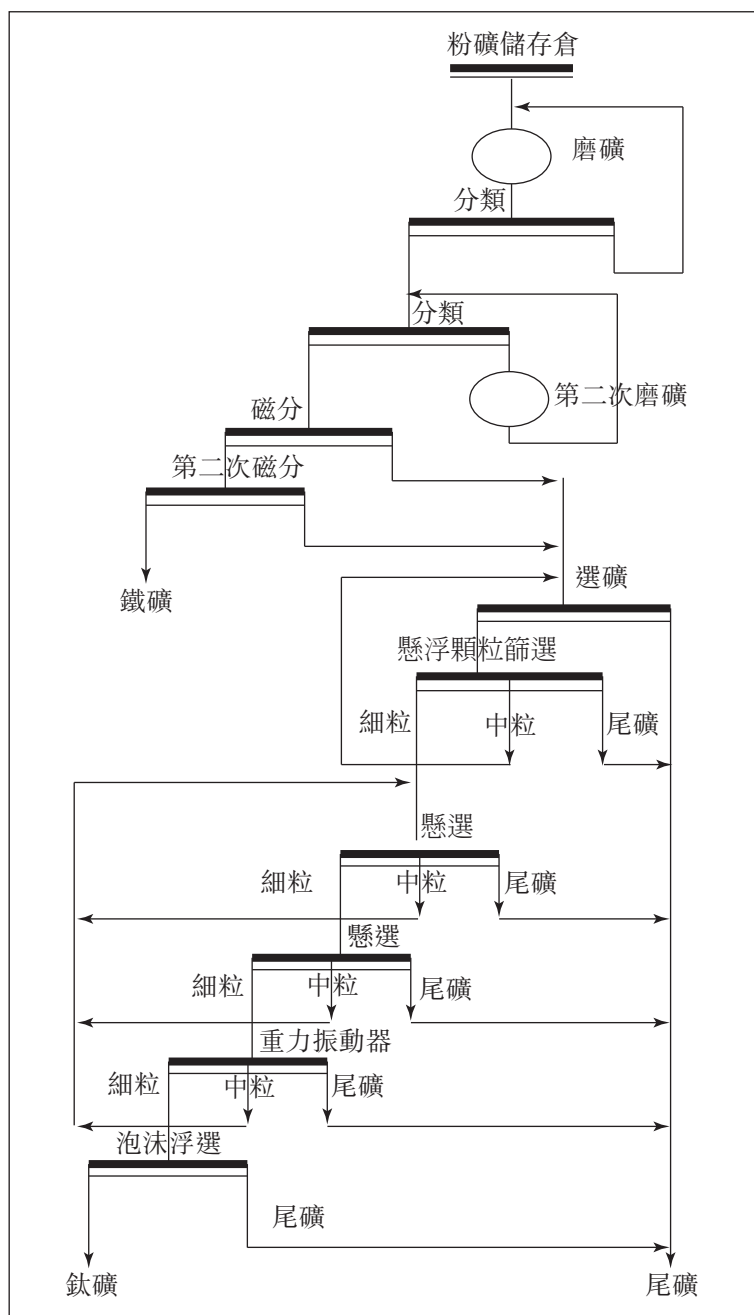 粉礦儲存倉
磨礦
分類
分類
第二次磨礦
磁分
第二次磁分
鐵礦
選礦
懸浮顆粒篩選
細粒
中粒
尾礦
懸選
細粒
中粒
尾礦
懸選
細粒
中粒
尾礦
重力振動器
細粒
中粒
尾礦
泡沫浮選
尾礦
鈦礦
尾礦